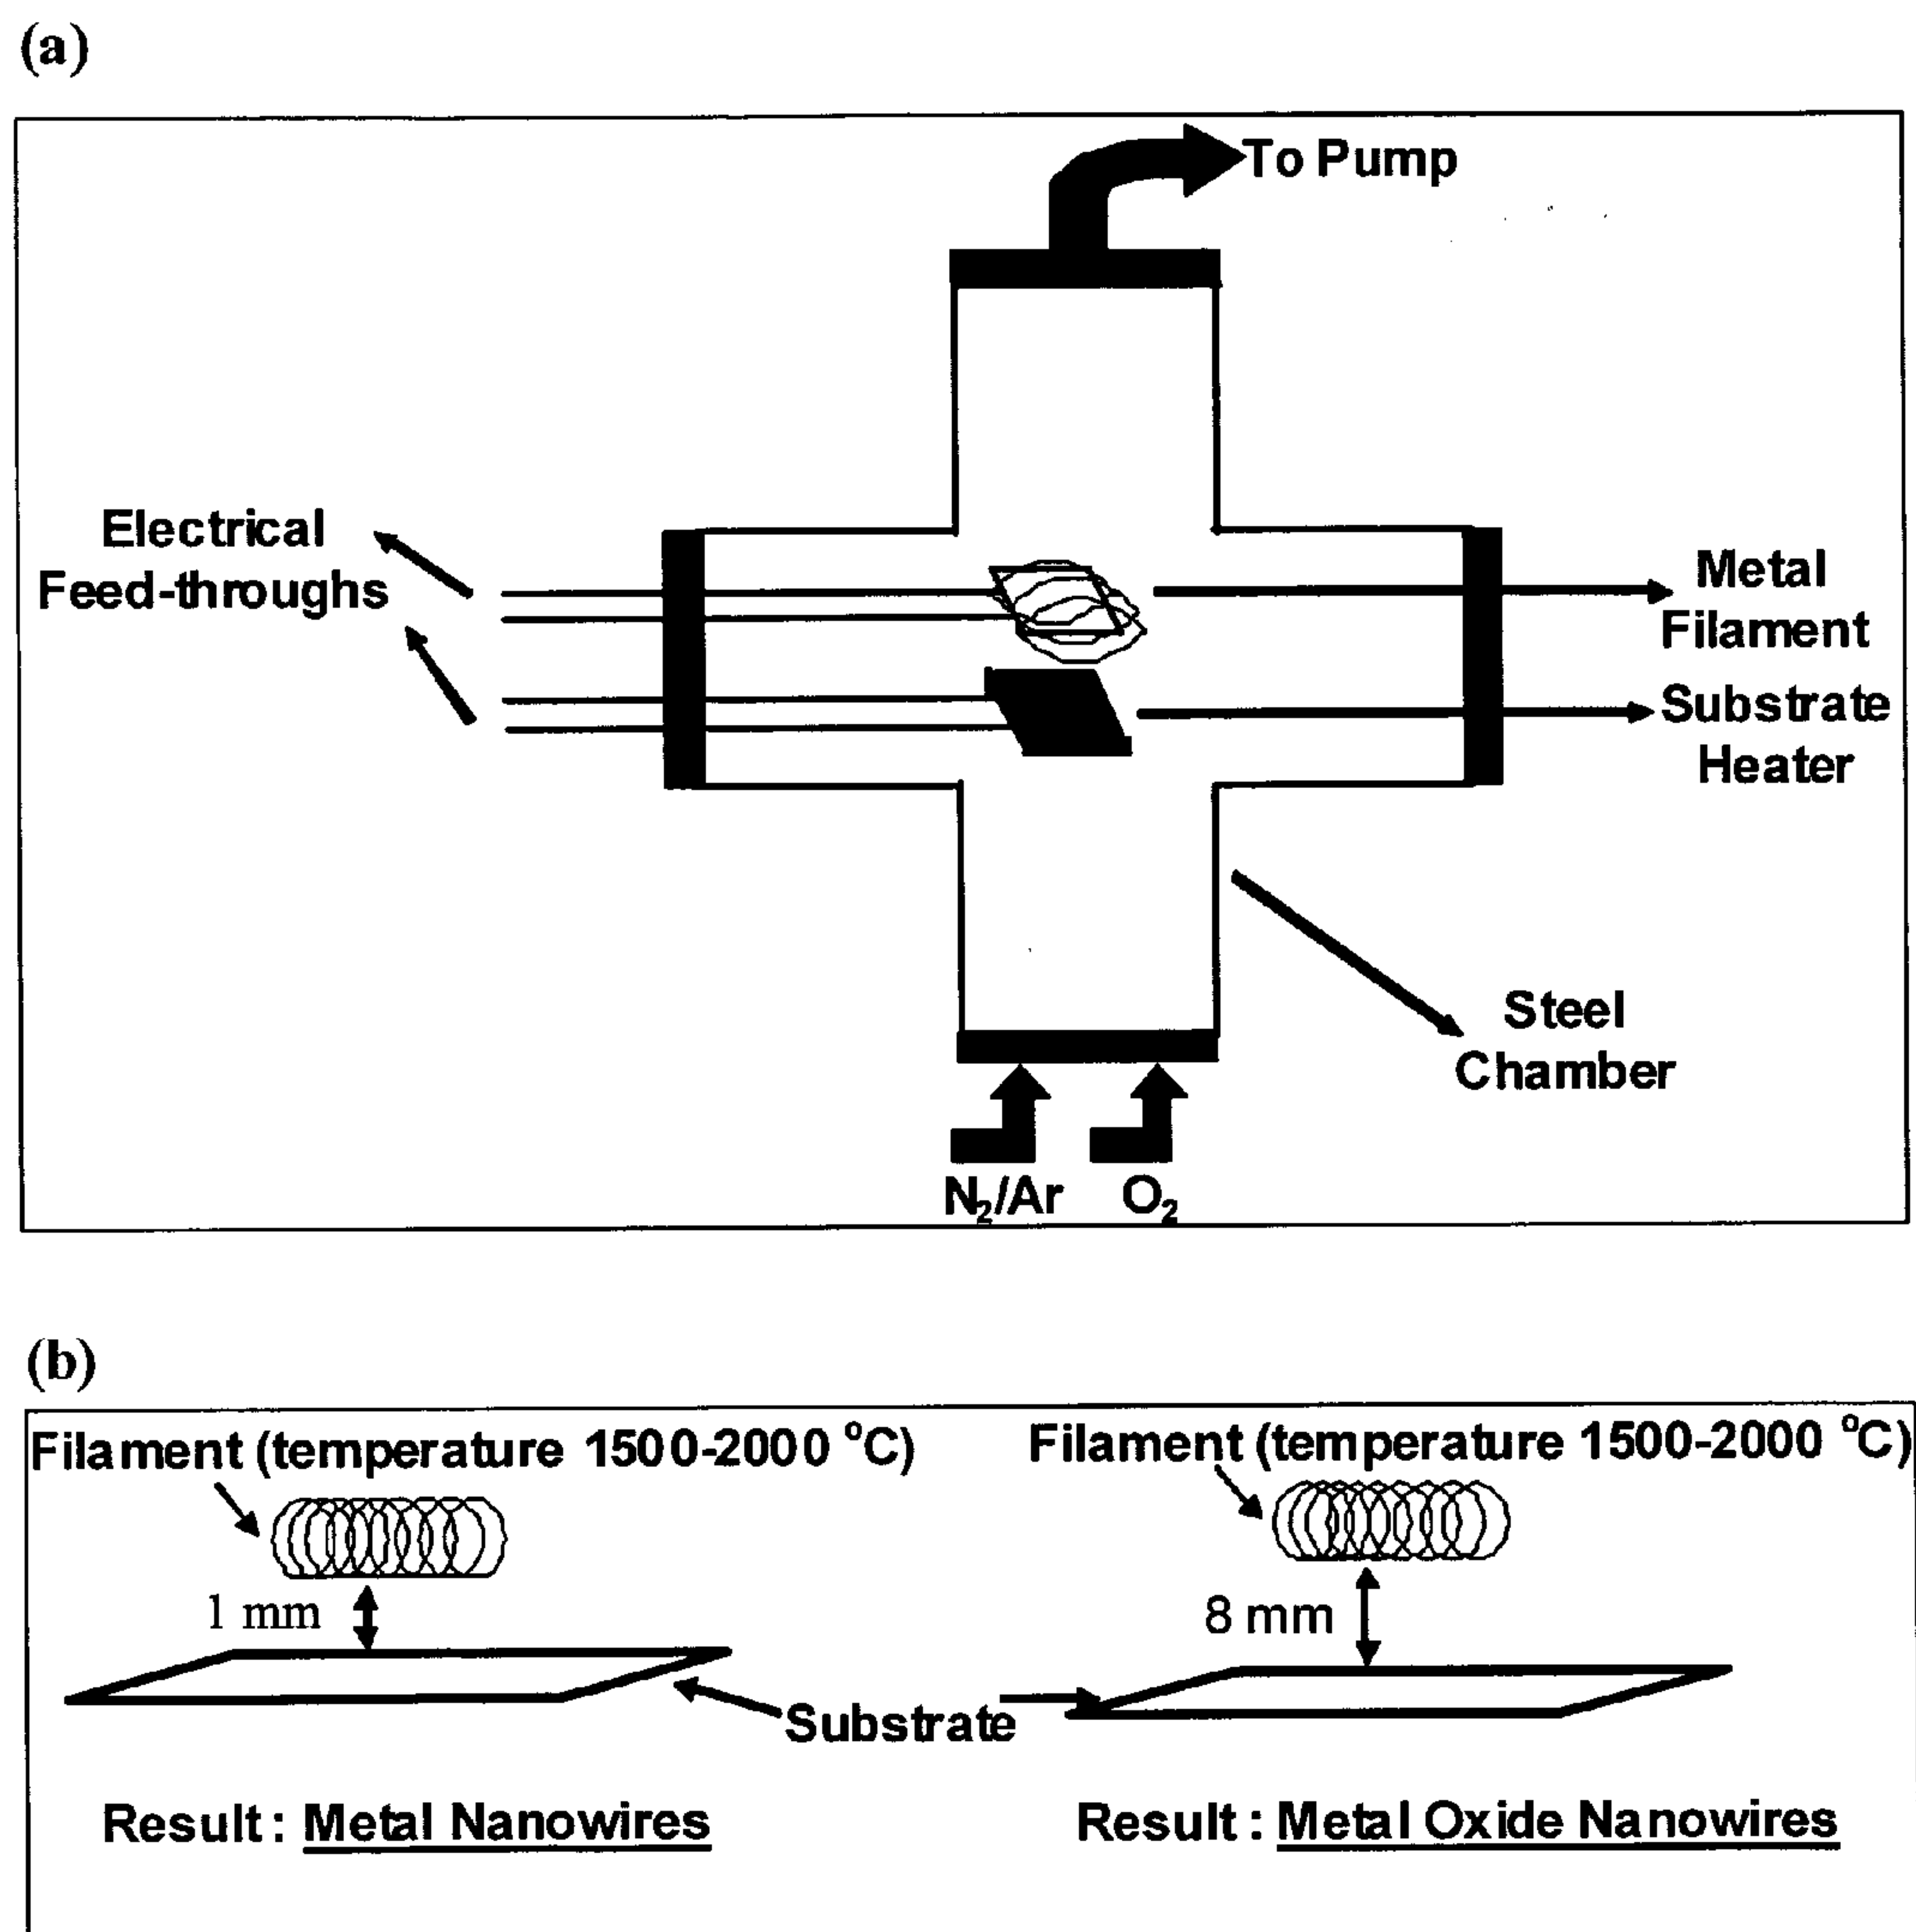 (a)
To Pump
Electrical
Feed-throughs
Metal
Filament
Substrate
Heater
Steel
Chamber
N₂/Ar O₂
(b)
Filament (temperature 1500-2000 °C)
Filament (temperature 1500-2000 °C)
1 mm
8 mm
Substrate
Result: Metal Nanowires
Result: Metal Oxide Nanowires